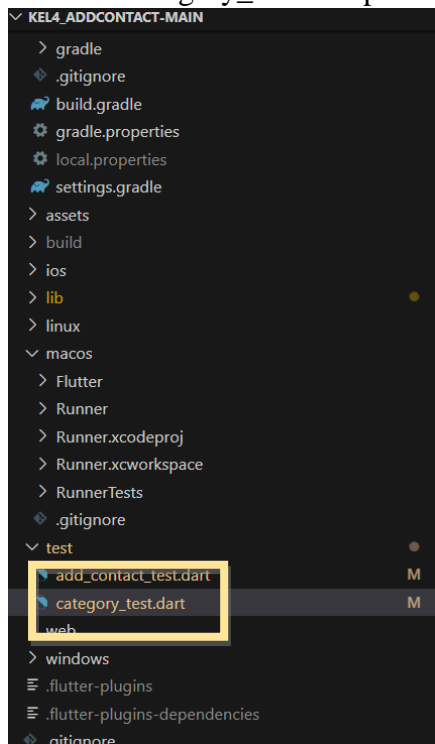 KEL4_ADDCONTACT-MAIN
gradle
.gitignore
build.gradle
gradle.properties
local.properties
settings.gradle
assets
build
ios
lib
linux
macos
Flutter
Runner
Runner.xcodeproj
Runner.xcworkspace
RunnerTests
.gitignore
test
add_contact_test.dart M
category_test.dart M
web
windows
.flutter-plugins
.flutter-plugins-dependencies
.gitignore